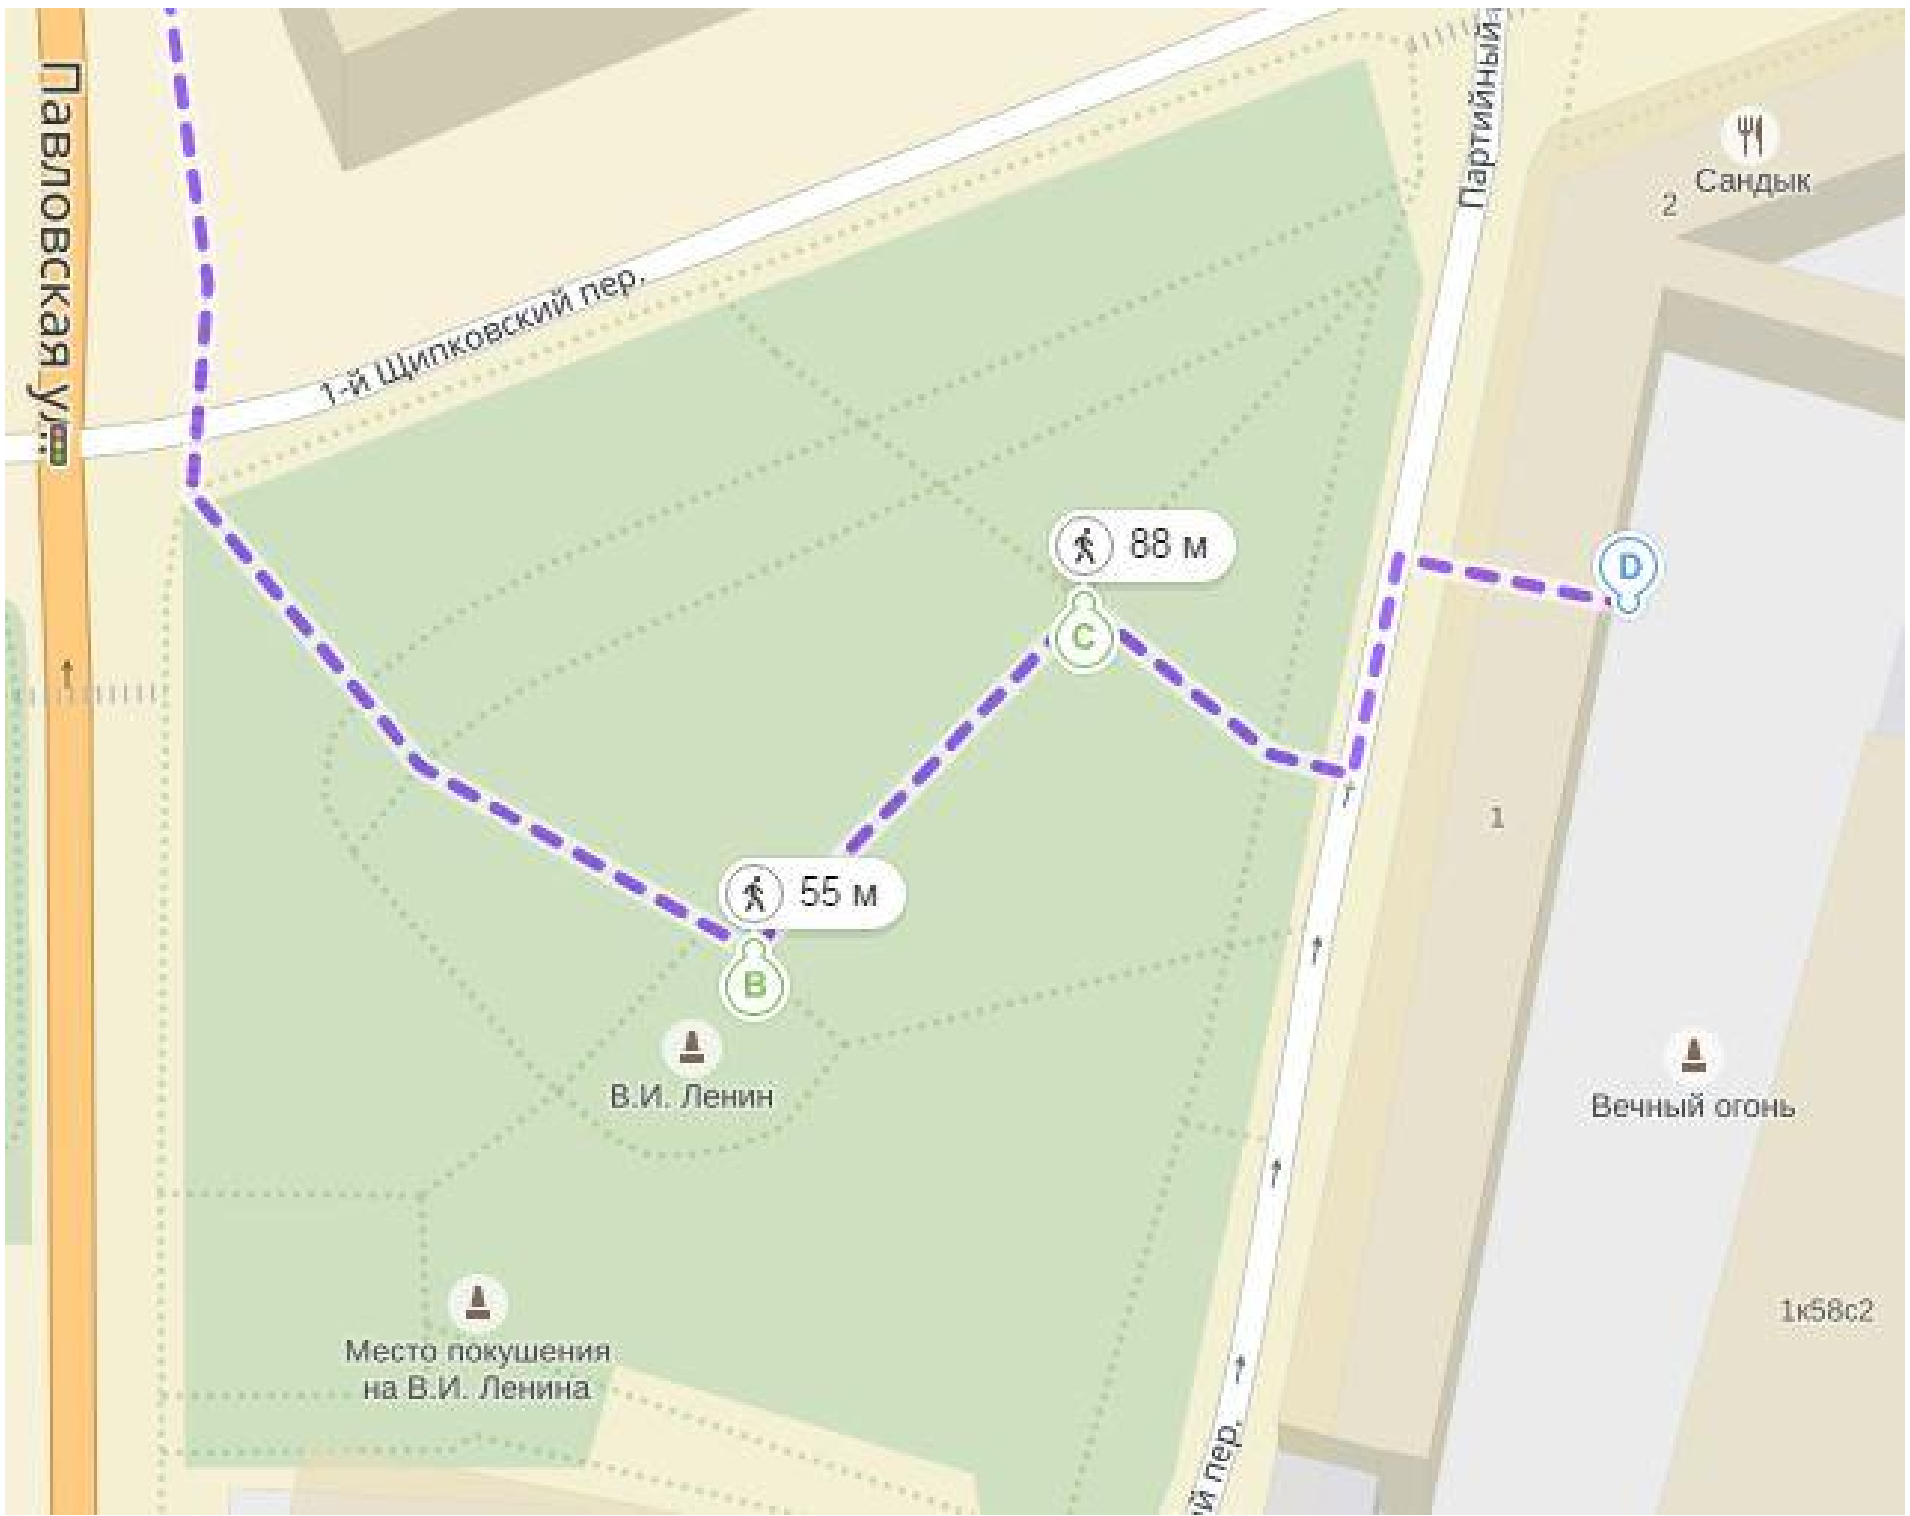 Павловская ул.
1-й Щипковский пер.
Партийный
Сандык
2
88 м
C
D
1
55 м
B
В.И. Ленин
Вечный огонь
1к58с2
Место покушения
на В.И. Ленина
ый пер.